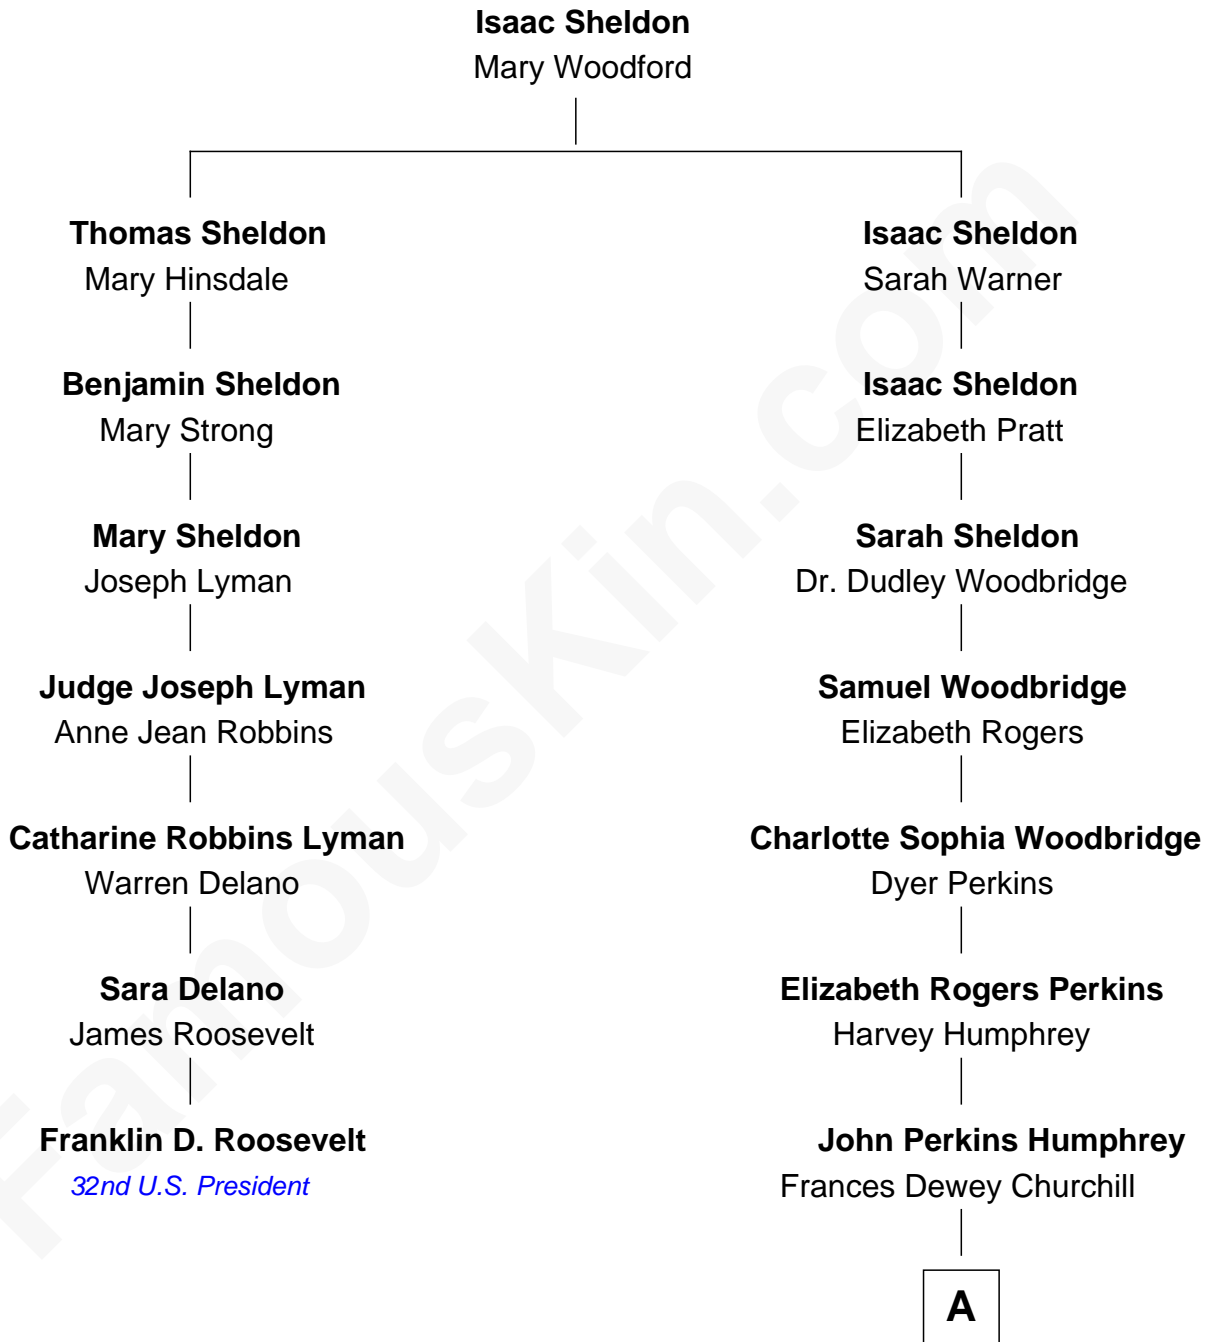 Isaac Sheldon
Mary Woodford
Thomas Sheldon
Mary Hinsdale
Benjamin Sheldon
Mary Strong
Mary Sheldon
Joseph Lyman
Judge Joseph Lyman
Anne Jean Robbins
Catharine Robbins Lyman
Warren Delano
Sara Delano
James Roosevelt
Franklin D. Roosevelt
32nd U.S. President
Isaac Sheldon
Sarah Warner
Isaac Sheldon
Elizabeth Pratt
Sarah Sheldon
Dr. Dudley Woodbridge
Samuel Woodbridge
Elizabeth Rogers
Charlotte Sophia Woodbridge
Dyer Perkins
Elizabeth Rogers Perkins
Harvey Humphrey
John Perkins Humphrey
Frances Dewey Churchill
A
FamousKin.com